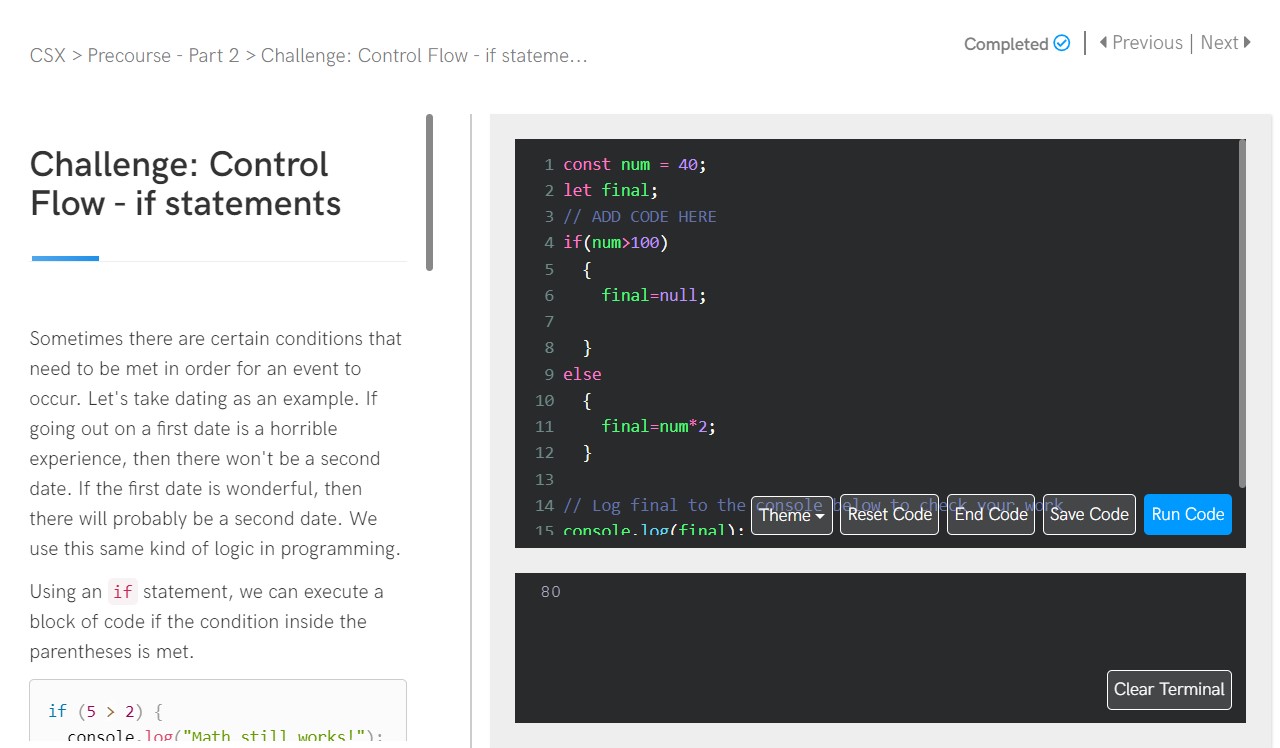 CSX > Precourse - Part 2 > Challenge: Control Flow - if stateme...
Completed
Previous | Next
Challenge: Control
Flow - if statements
Sometimes there are certain conditions that
need to be met in order for an event to
occur. Let's take dating as an example. If
going out on a first date is a horrible
experience, then there won't be a second
date. If the first date is wonderful, then
there will probably be a second date. We
use this same kind of logic in programming.
Using an if statement, we can execute a
block of code if the condition inside the
parentheses is met.
if (5 > 2) {
console.log("Math still works!");
1 const num = 40;
2 let final;
3 // ADD CODE HERE
4 if(num>100)
5 {
6 final=null;
7
8 }
9 else
10 {
11 final=num*2;
12 }
13
14 // Log final to the console below to check your work
15 console.log(final);
Theme
Reset Code
End Code
Save Code
Run Code
80
Clear Terminal